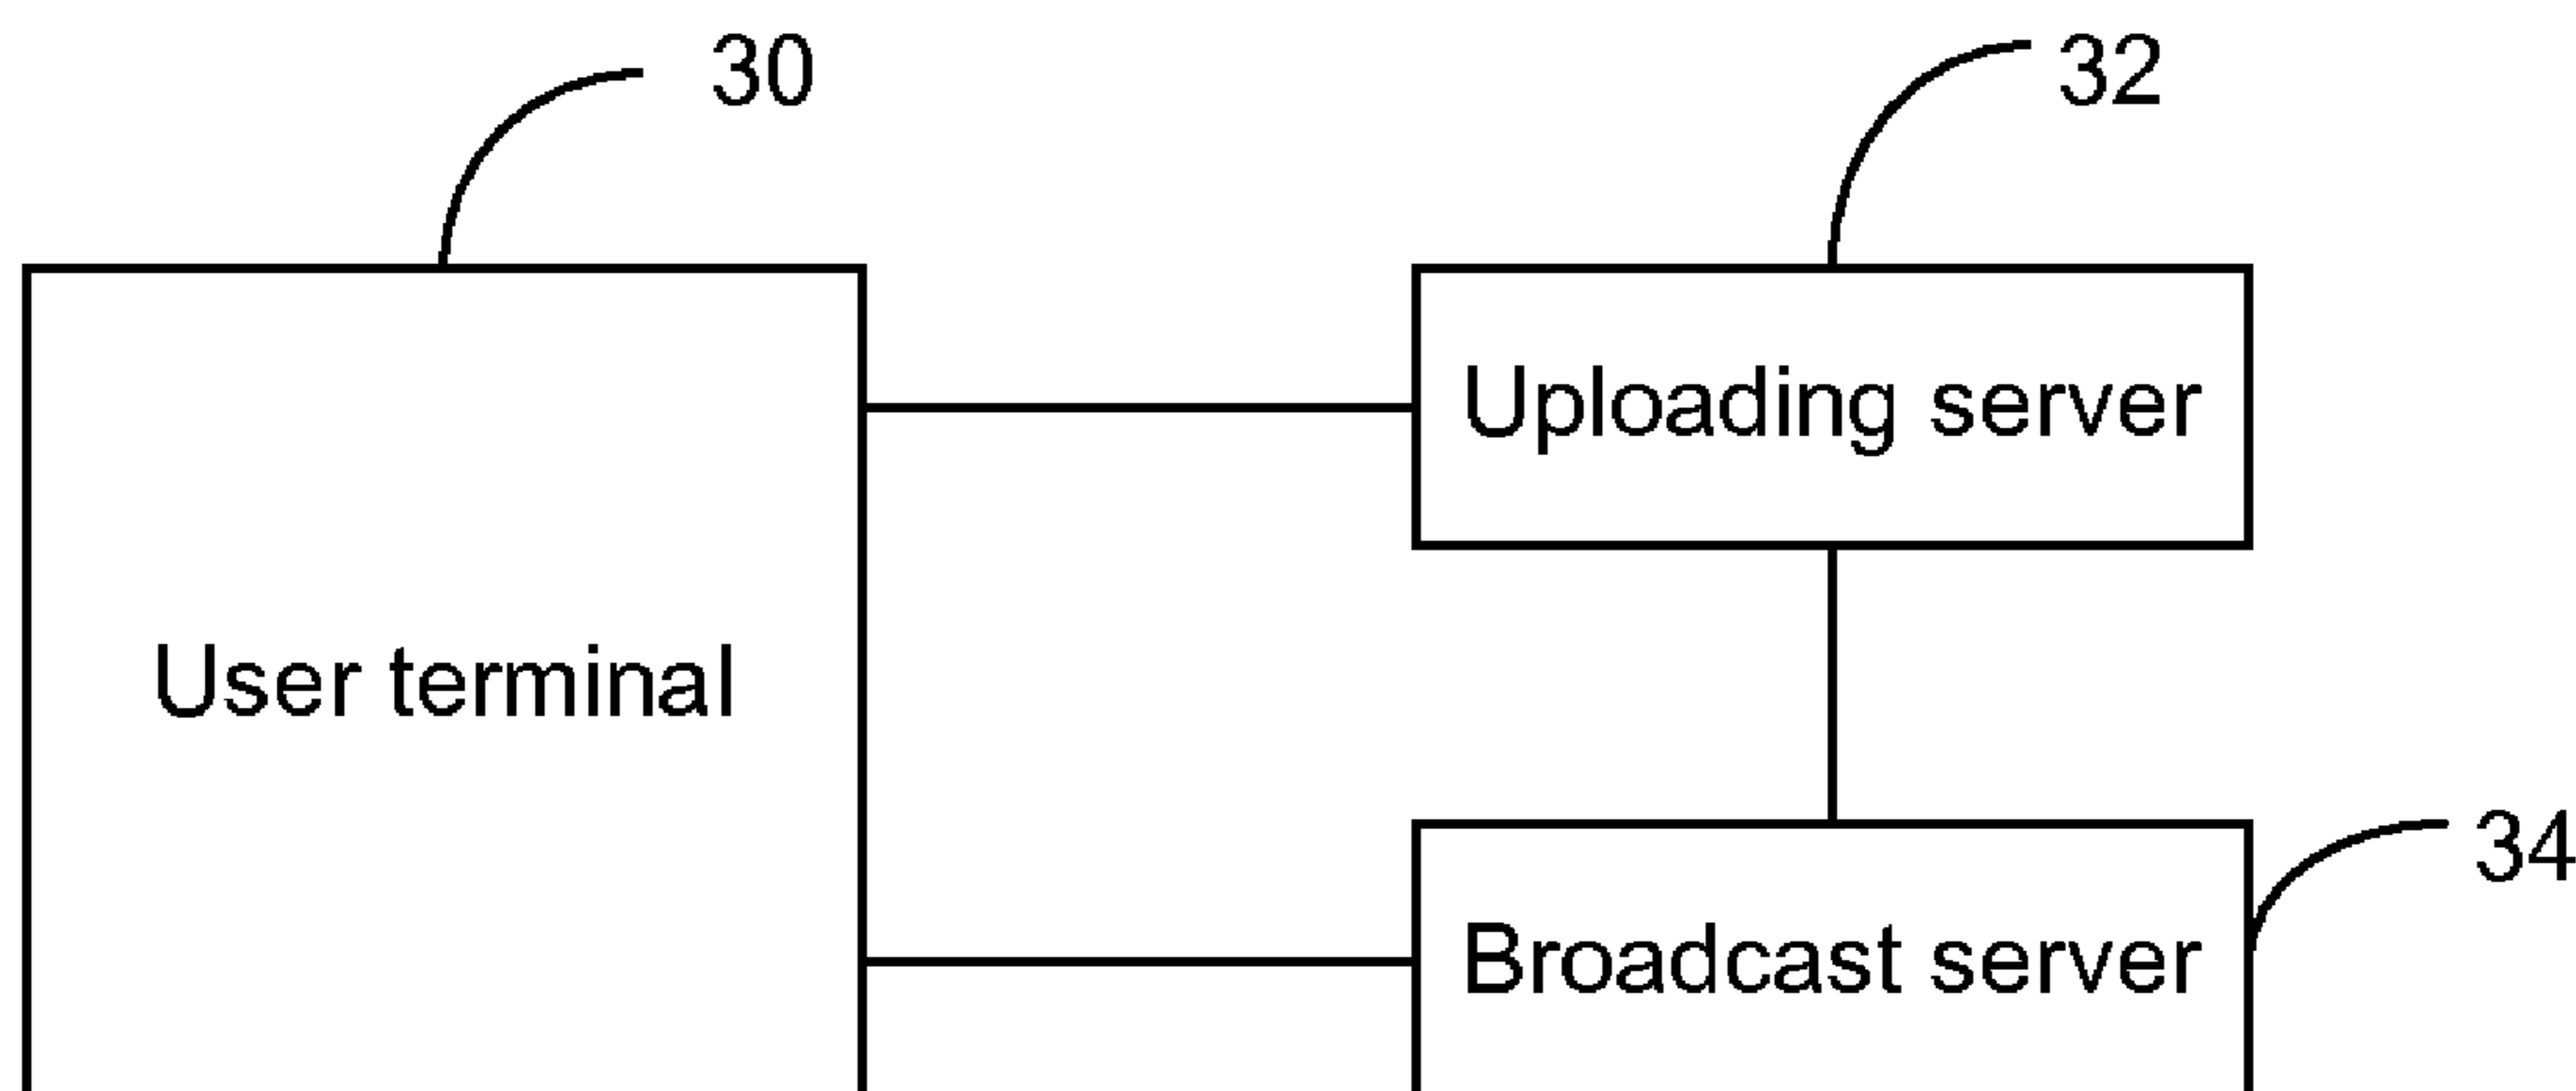 30
32
Uploading server
User terminal
34
Broadcast server